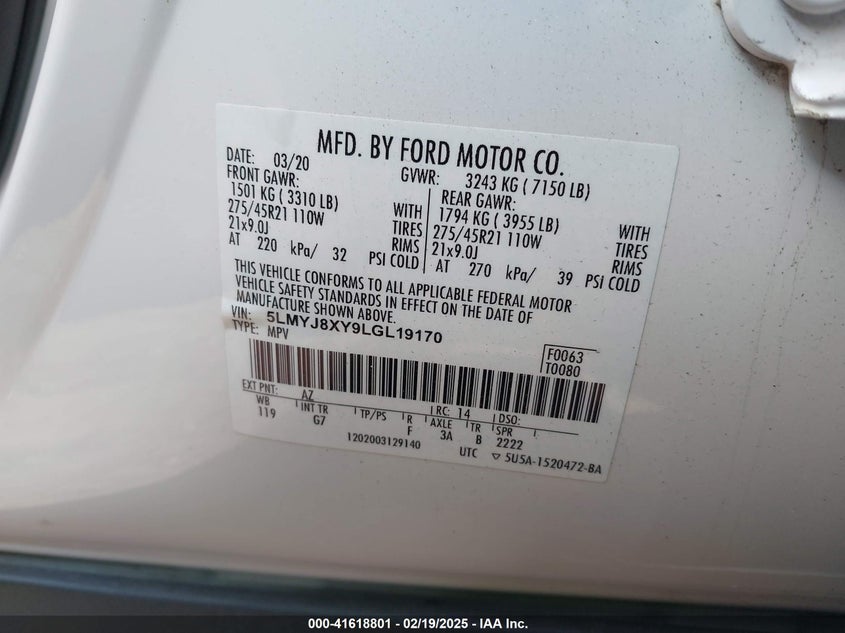 MFD. BY FORD MOTOR CO.
DATE: 03/20 GVWR: 3243 KG ( 7150 LB)
FRONT GAWR: REAR GAWR:
1501 KG ( 3310 LB) WITH 1794 KG ( 3955 LB) WITH
275/45R21 110W TIRES 275/45R21 110W TIRES
21x9.0J RIMS 21x9.0J RIMS
AT 220 kPa/ 32 PSI COLD AT 270 kPa/ 39 PSI COLD
THIS VEHICLE CONFORMS TO ALL APPLICABLE FEDERAL MOTOR
VEHICLE SAFETY STANDARDS IN EFFECT ON THE DATE OF
MANUFACTURE SHOWN ABOVE.
VIN: 5LMYJ8XY9LGL19170
TYPE: MPV
F0063
T0080
EXT PNT: AZ RC: 14 DSO:
WB INT TR TP/PS R AXLE TR SPR
119 G7 F 3A B 2222
1202003129140
UTC ▽ 5U5A-1520472-BA
000-41618801 - 02/19/2025 - IAA Inc.